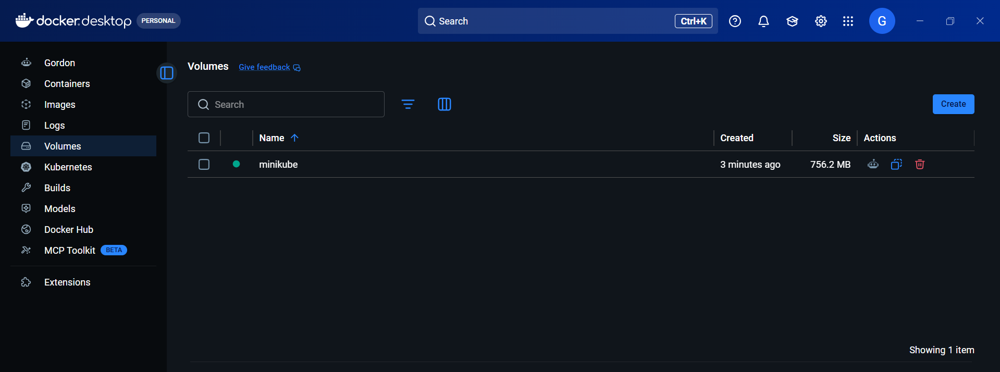 docker.desktop PERSONAL
Search Ctrl+K
G
Gordon
Containers
Images
Logs
Volumes
Kubernetes
Builds
Models
Docker Hub
MCP Toolkit BETA
Extensions
Volumes Give feedback
Search
Create
Name Created Size Actions
minikube 3 minutes ago 756.2 MB
Showing 1 item